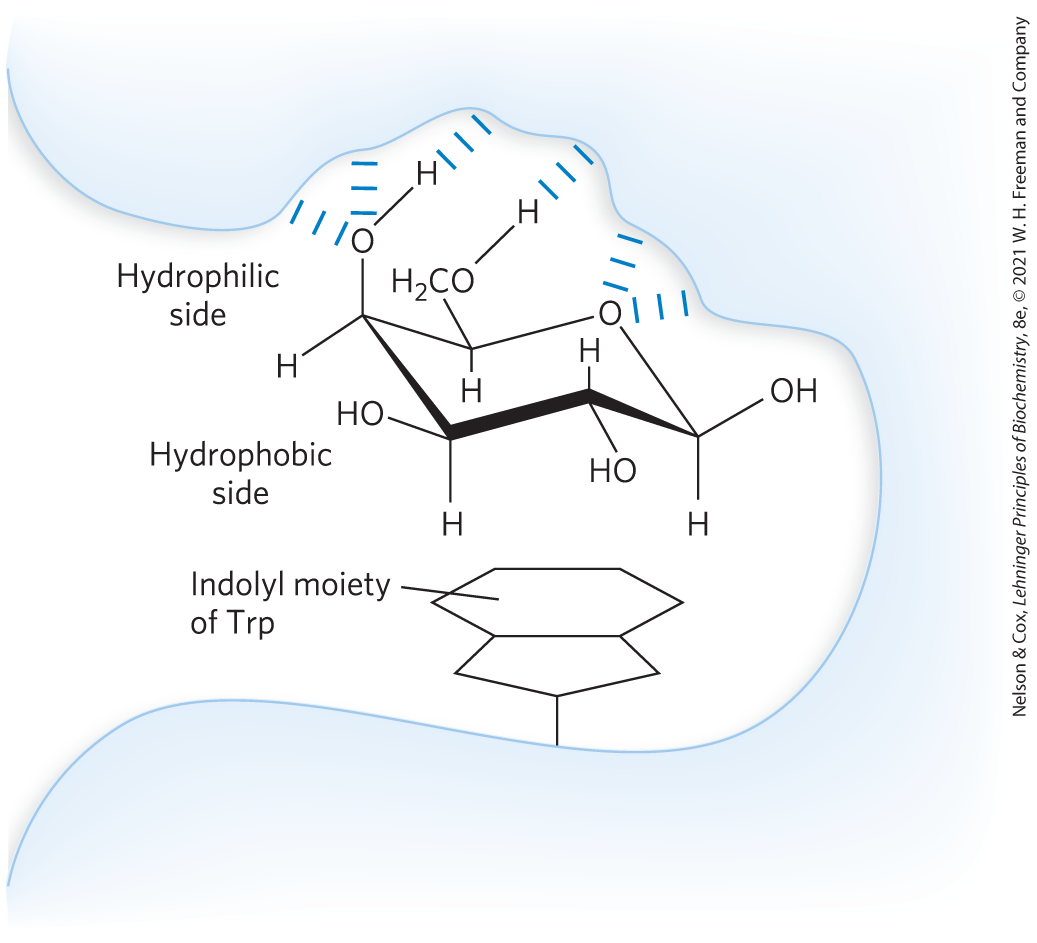 H
H
O
H₂CO
Hydrophilic
side
O
H
H
H
OH
HO
Hydrophobic
side
HO
H
H
Indolyl moiety
of Trp
Nelson & Cox, Lehninger Principles of Biochemistry, 8e, © 2021 W. H. Freeman and Company